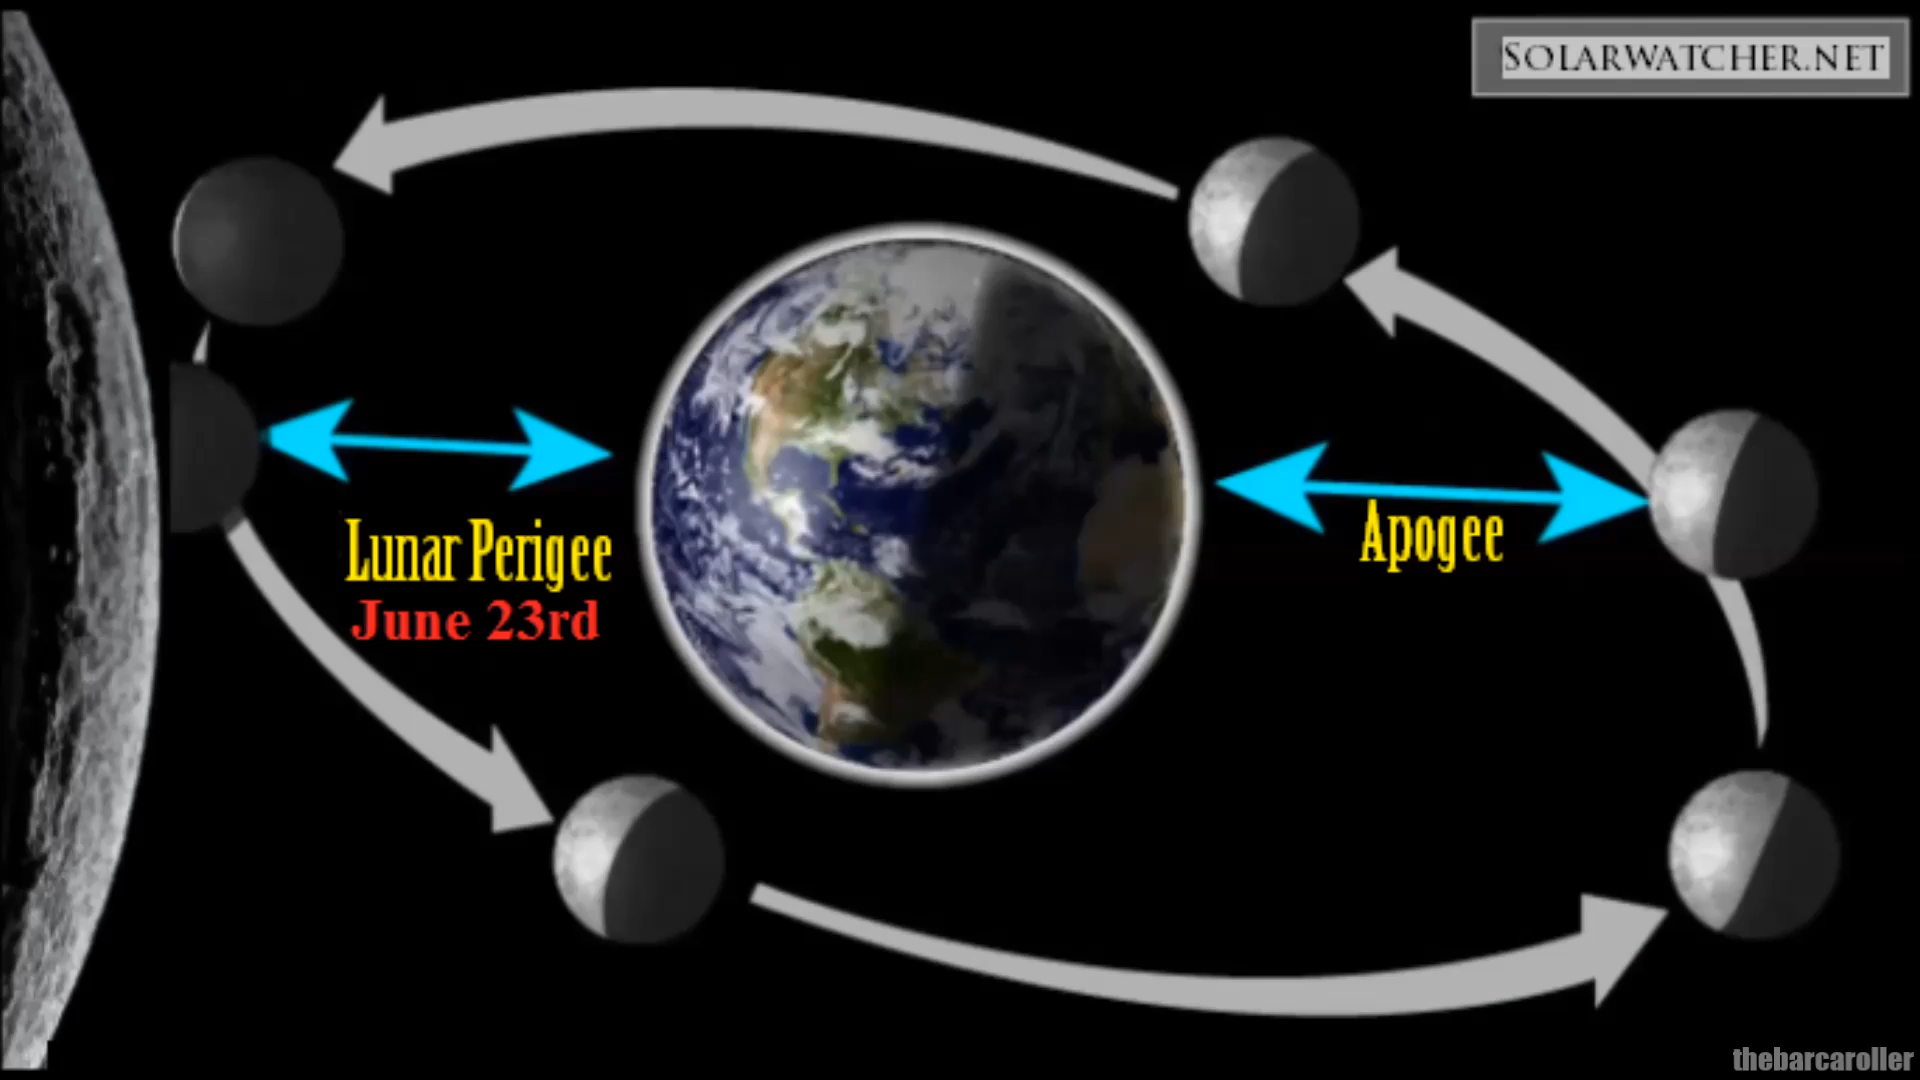 SOLARWATCHER.NET
Lunar Perigee
June 23rd
Apogee
thebarcaroller